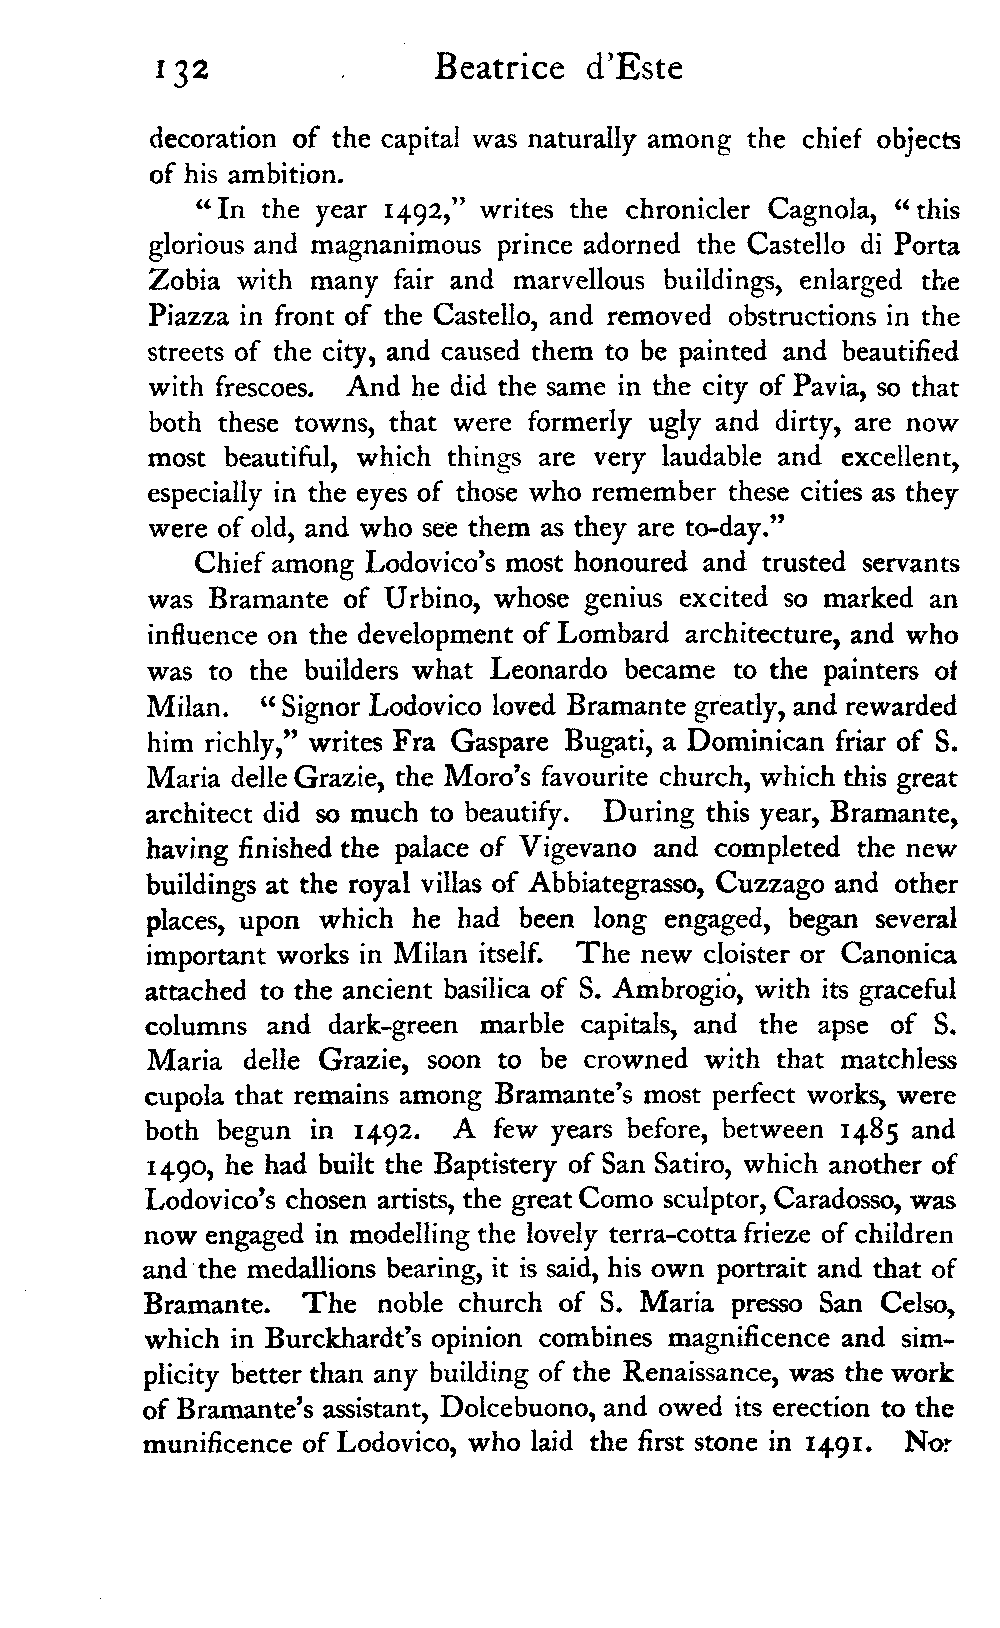 132 Beatrice d'Este
decoration of the capital was naturally among the chief objects
of his ambition.
"In the year 1492," writes the chronicler Cagnola, "this
glorious and magnanimous prince adorned the Castello di Porta
Zobia with many fair and marvellous buildings, enlarged the
Piazza in front of the Castello, and removed obstructions in the
streets of the city, and caused them to be painted and beautified
with frescoes. And he did the same in the city of Pavia, so that
both these towns, that were formerly ugly and dirty, are now
most beautiful, which things are very laudable and excellent,
especially in the eyes of those who remember these cities as they
were of old, and who see them as they are to-day."
Chief among Lodovico's most honoured and trusted servants
was Bramante of Urbino, whose genius excited so marked an
influence on the development of Lombard architecture, and who
was to the builders what Leonardo became to the painters of
Milan. "Signor Lodovico loved Bramante greatly, and rewarded
him richly," writes Fra Gaspare Bugati, a Dominican friar of S.
Maria delle Grazie, the Moro's favourite church, which this great
architect did so much to beautify. During this year, Bramante,
having finished the palace of Vigevano and completed the new
buildings at the royal villas of Abbiategrasso, Cuzzago and other
places, upon which he had been long engaged, began several
important works in Milan itself. The new cloister or Canonica
attached to the ancient basilica of S. Ambrogio, with its graceful
columns and dark-green marble capitals, and the apse of S.
Maria delle Grazie, soon to be crowned with that matchless
cupola that remains among Bramante's most perfect works, were
both begun in 1492. A few years before, between 1485 and
1490, he had built the Baptistery of San Satiro, which another of
Lodovico's chosen artists, the great Como sculptor, Caradosso, was
now engaged in modelling the lovely terra-cotta frieze of children
and the medallions bearing, it is said, his own portrait and that of
Bramante. The noble church of S. Maria presso San Celso,
which in Burckhardt's opinion combines magnificence and sim-
plicity better than any building of the Renaissance, was the work
of Bramante's assistant, Dolcebuono, and owed its erection to the
munificence of Lodovico, who laid the first stone in 1491. Nor